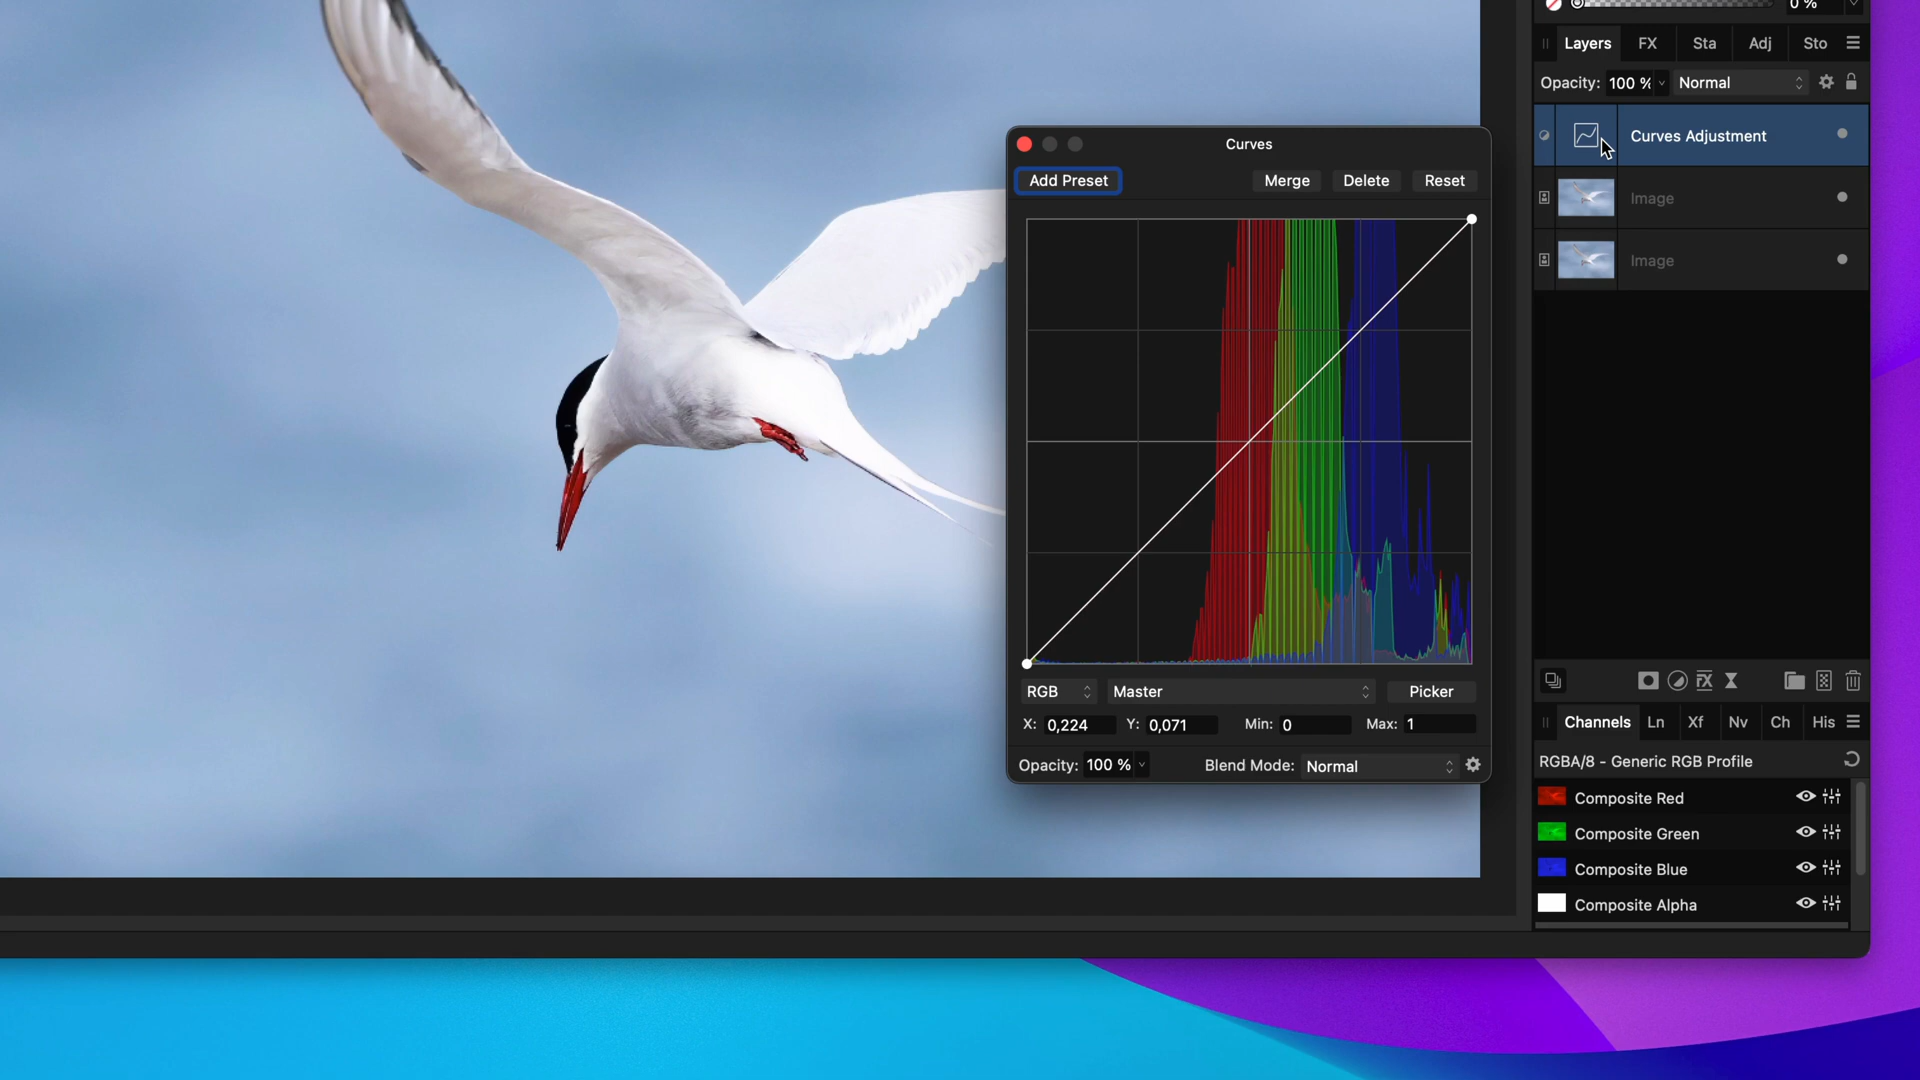 0 %
Layers FX Sta Adj Sto
Opacity: 100 % Normal
Curves Adjustment
Image
Image
Curves
Add Preset Merge Delete Reset
RGB Master Picker
X: 0,224 Y: 0,071 Min: 0 Max: 1
Opacity: 100 % Blend Mode: Normal
FX
Channels Ln Xf Nv Ch His
RGBA/8 - Generic RGB Profile
Composite Red
Composite Green
Composite Blue
Composite Alpha